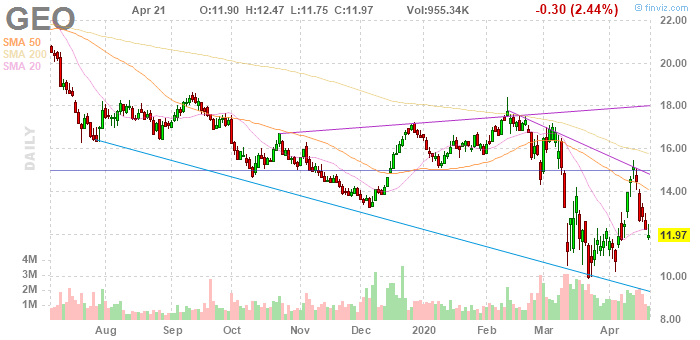 GEO
Apr 21 O:11.90 H:12.47 L:11.75 C:11.97 Vol:955.34K -0.30 (2.44%)
© finviz.com
SMA 50
SMA 200
SMA 20
DAILY
22.00
20.00
18.00
16.00
14.00
11.97
10.00
8.00
4M
3M
2M
1M
Aug Sep Oct Nov Dec 2020 Feb Mar Apr